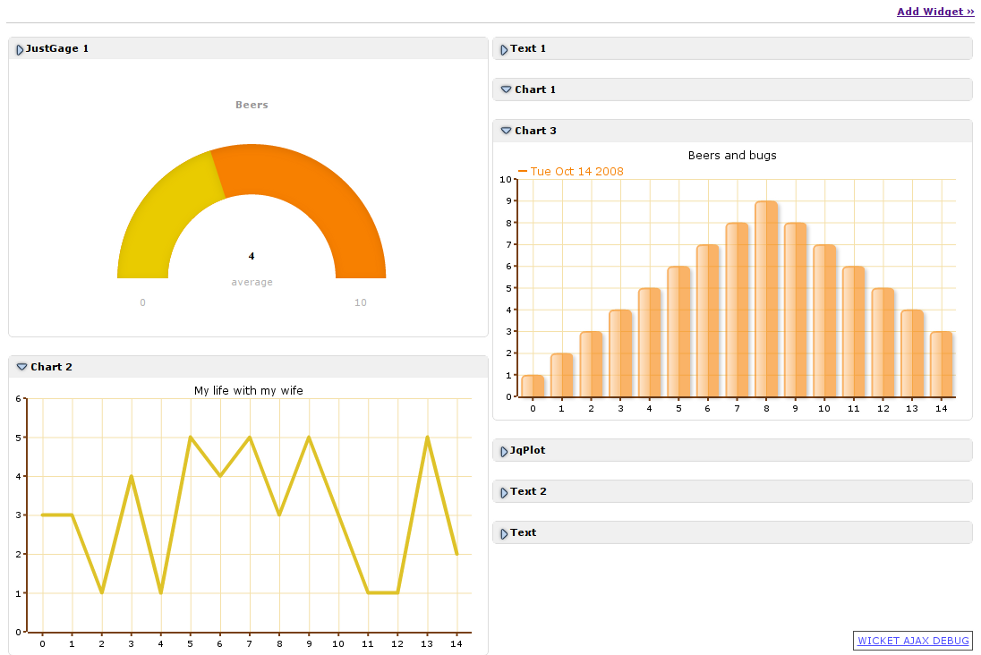 Add Widget »
JustGage 1
Beers
4
average
0 10
Chart 2
My life with my wife
6
5
4
3
2
1
0
0 1 2 3 4 5 6 7 8 9 10 11 12 13 14
Text 1
Chart 1
Chart 3
Beers and bugs
Tue Oct 14 2008
10
9
8
7
6
5
4
3
2
1
0
0 1 2 3 4 5 6 7 8 9 10 11 12 13 14
JqPlot
Text 2
Text
WICKET AJAX DEBUG